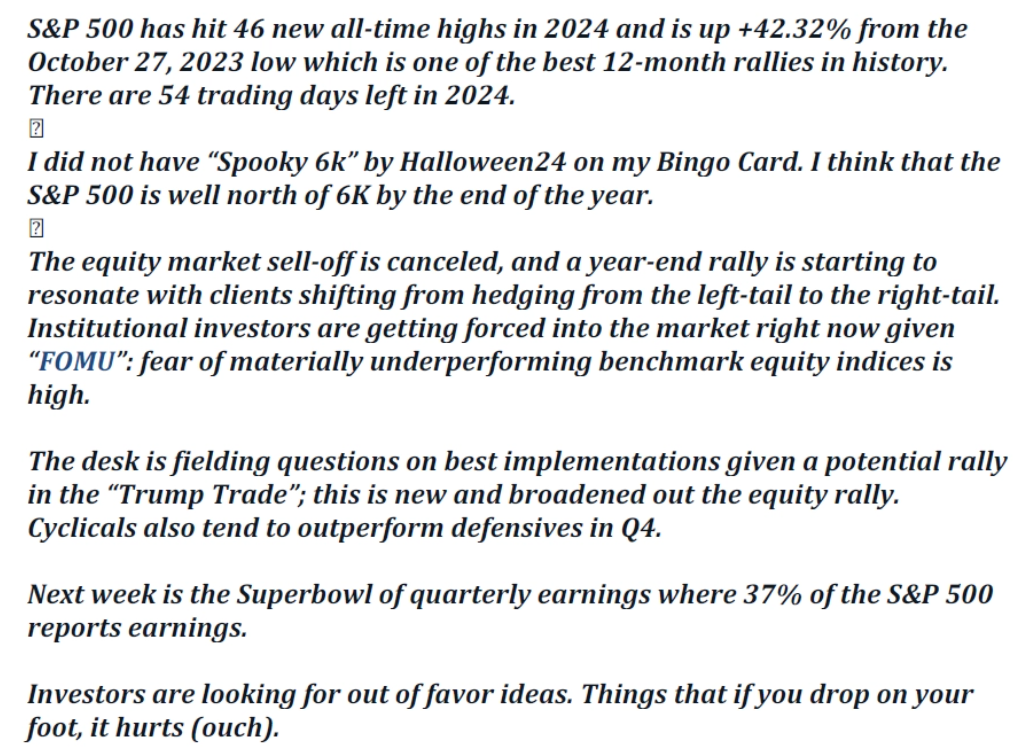 S&P 500 has hit 46 new all-time highs in 2024 and is up +42.32% from the
October 27, 2023 low which is one of the best 12-month rallies in history.
There are 54 trading days left in 2024.
?
I did not have “Spooky 6k” by Halloween24 on my Bingo Card. I think that the
S&P 500 is well north of 6K by the end of the year.
?
The equity market sell-off is canceled, and a year-end rally is starting to
resonate with clients shifting from hedging from the left-tail to the right-tail.
Institutional investors are getting forced into the market right now given
“FOMU”: fear of materially underperforming benchmark equity indices is
high.
The desk is fielding questions on best implementations given a potential rally
in the “Trump Trade”; this is new and broadened out the equity rally.
Cyclicals also tend to outperform defensives in Q4.
Next week is the Superbowl of quarterly earnings where 37% of the S&P 500
reports earnings.
Investors are looking for out of favor ideas. Things that if you drop on your
foot, it hurts (ouch).